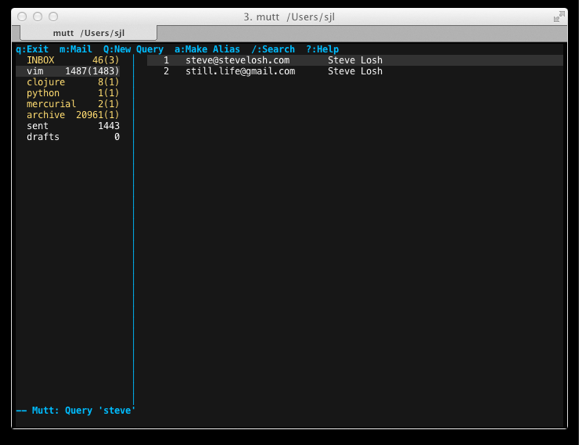 3. mutt /Users/sjl
mutt /Users/sjl
q:Exit m:Mail Q:New Query a:Make Alias /:Search ?:Help
INBOX 46(3) 1 steve@stevelosh.com Steve Losh
vim 1487(1483) 2 still.life@gmail.com Steve Losh
clojure 8(1)
python 1(1)
mercurial 2(1)
archive 20961(1)
sent 1443
drafts 0
-- Mutt: Query 'steve'